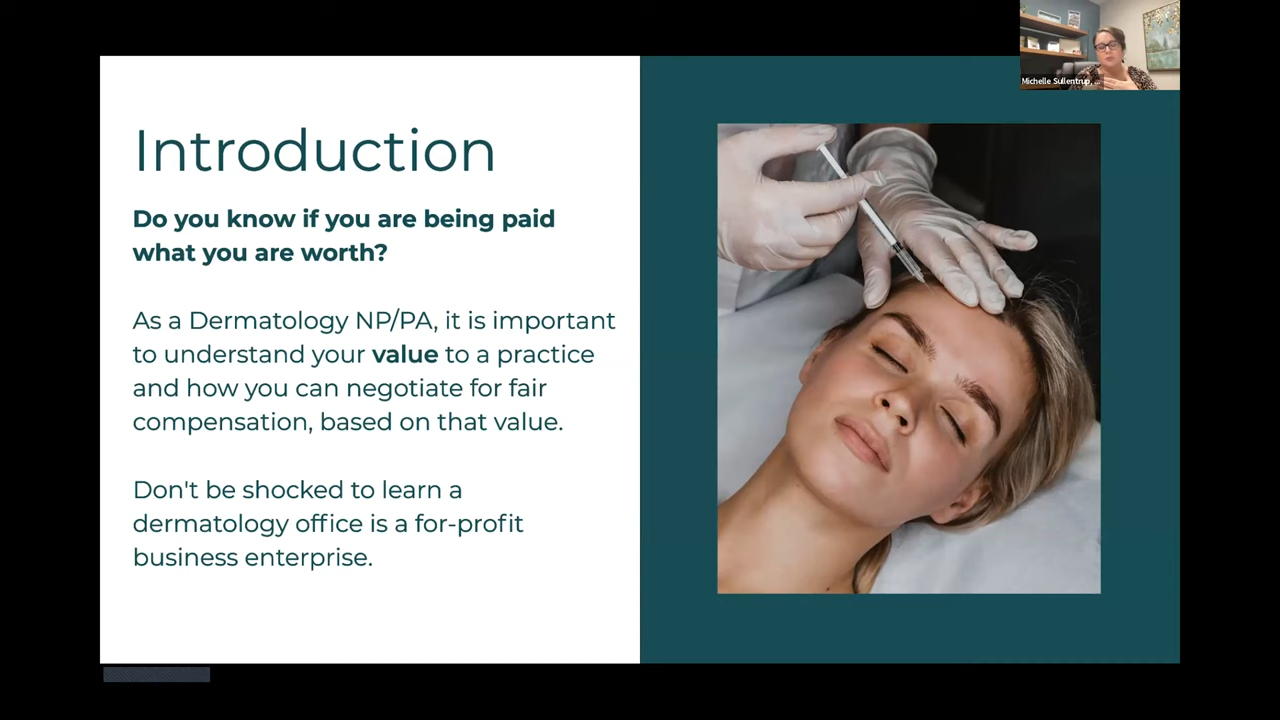 Michelle Sullentrup, ...
Introduction
Do you know if you are being paid
what you are worth?
As a Dermatology NP/PA, it is important
to understand your value to a practice
and how you can negotiate for fair
compensation, based on that value.
Don't be shocked to learn a
dermatology office is a for-profit
business enterprise.